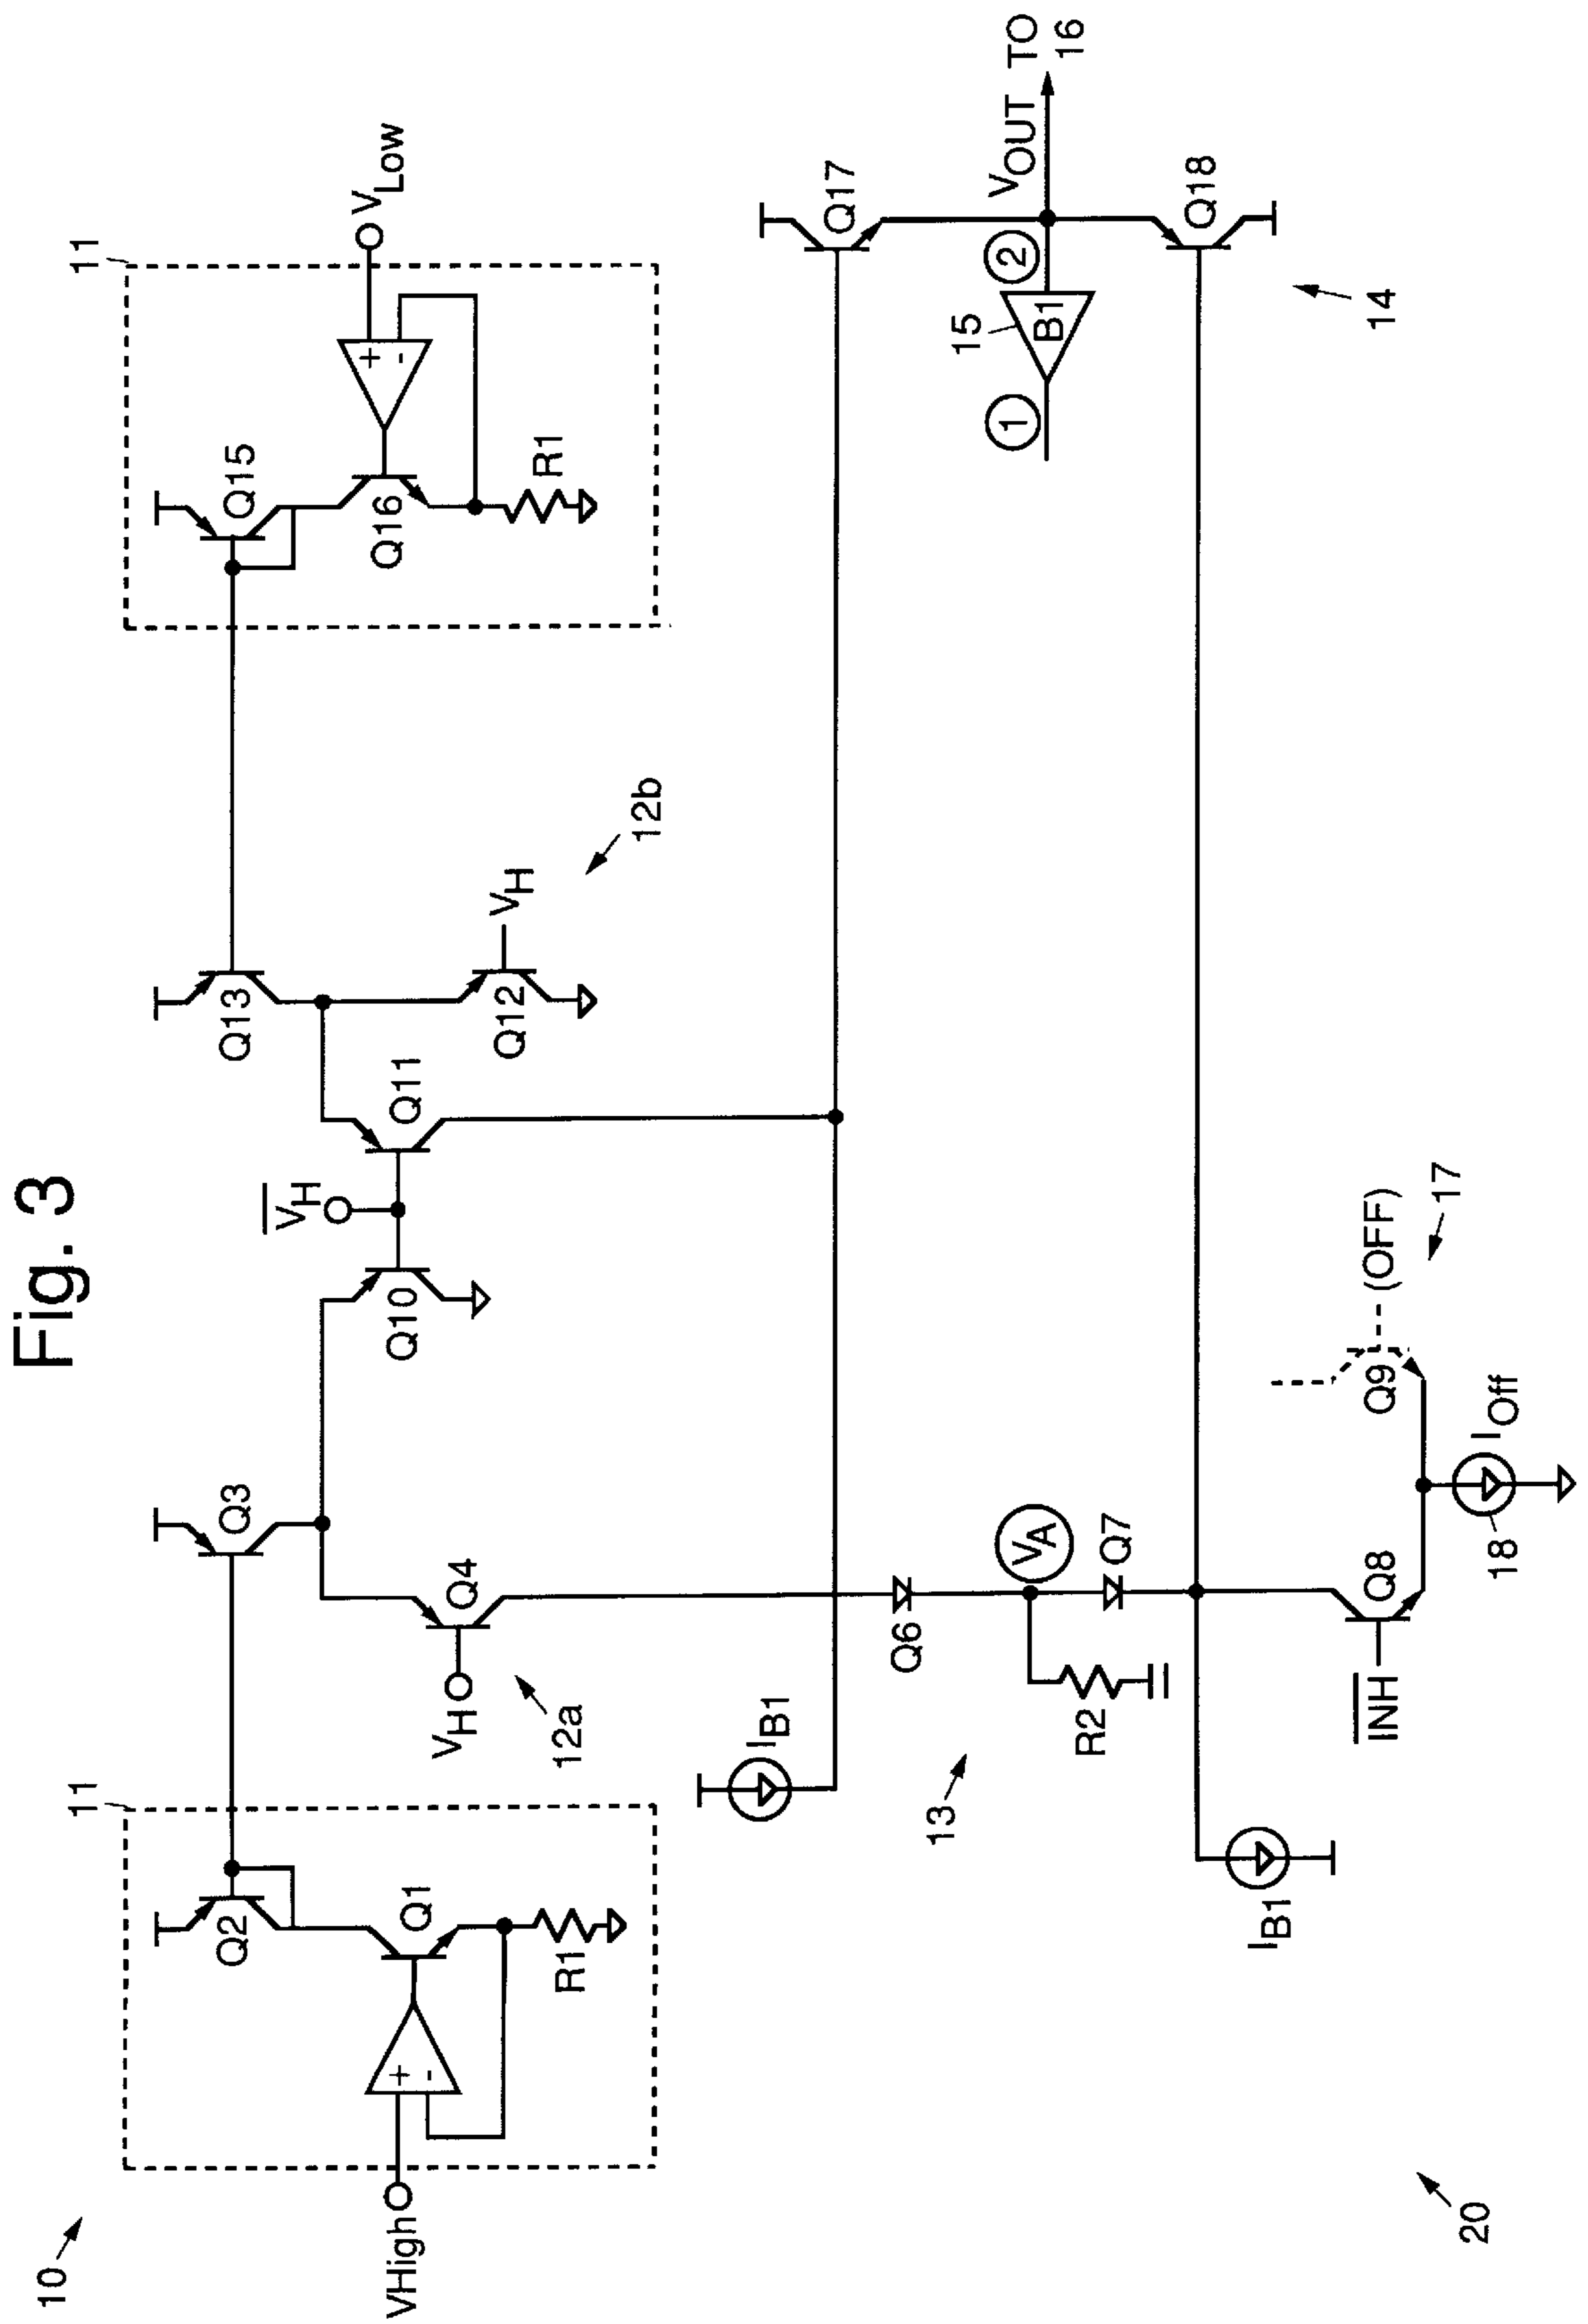 Fig. 3
10
11
VHigh
Q2
Q1
R1
+
-
Q3
Q4
VH
12a
Q10
VH
Q11
Q13
Q12
VH
12b
11
Q15
Q16
R1
+
-
VLow
IB1
13
Q6
VA
Q7
R2
IB1
INH
Q8
Q9
(OFF)
17
18
IOff
Q17
VOUT TO
16
2
15
B1
1
Q18
14
20